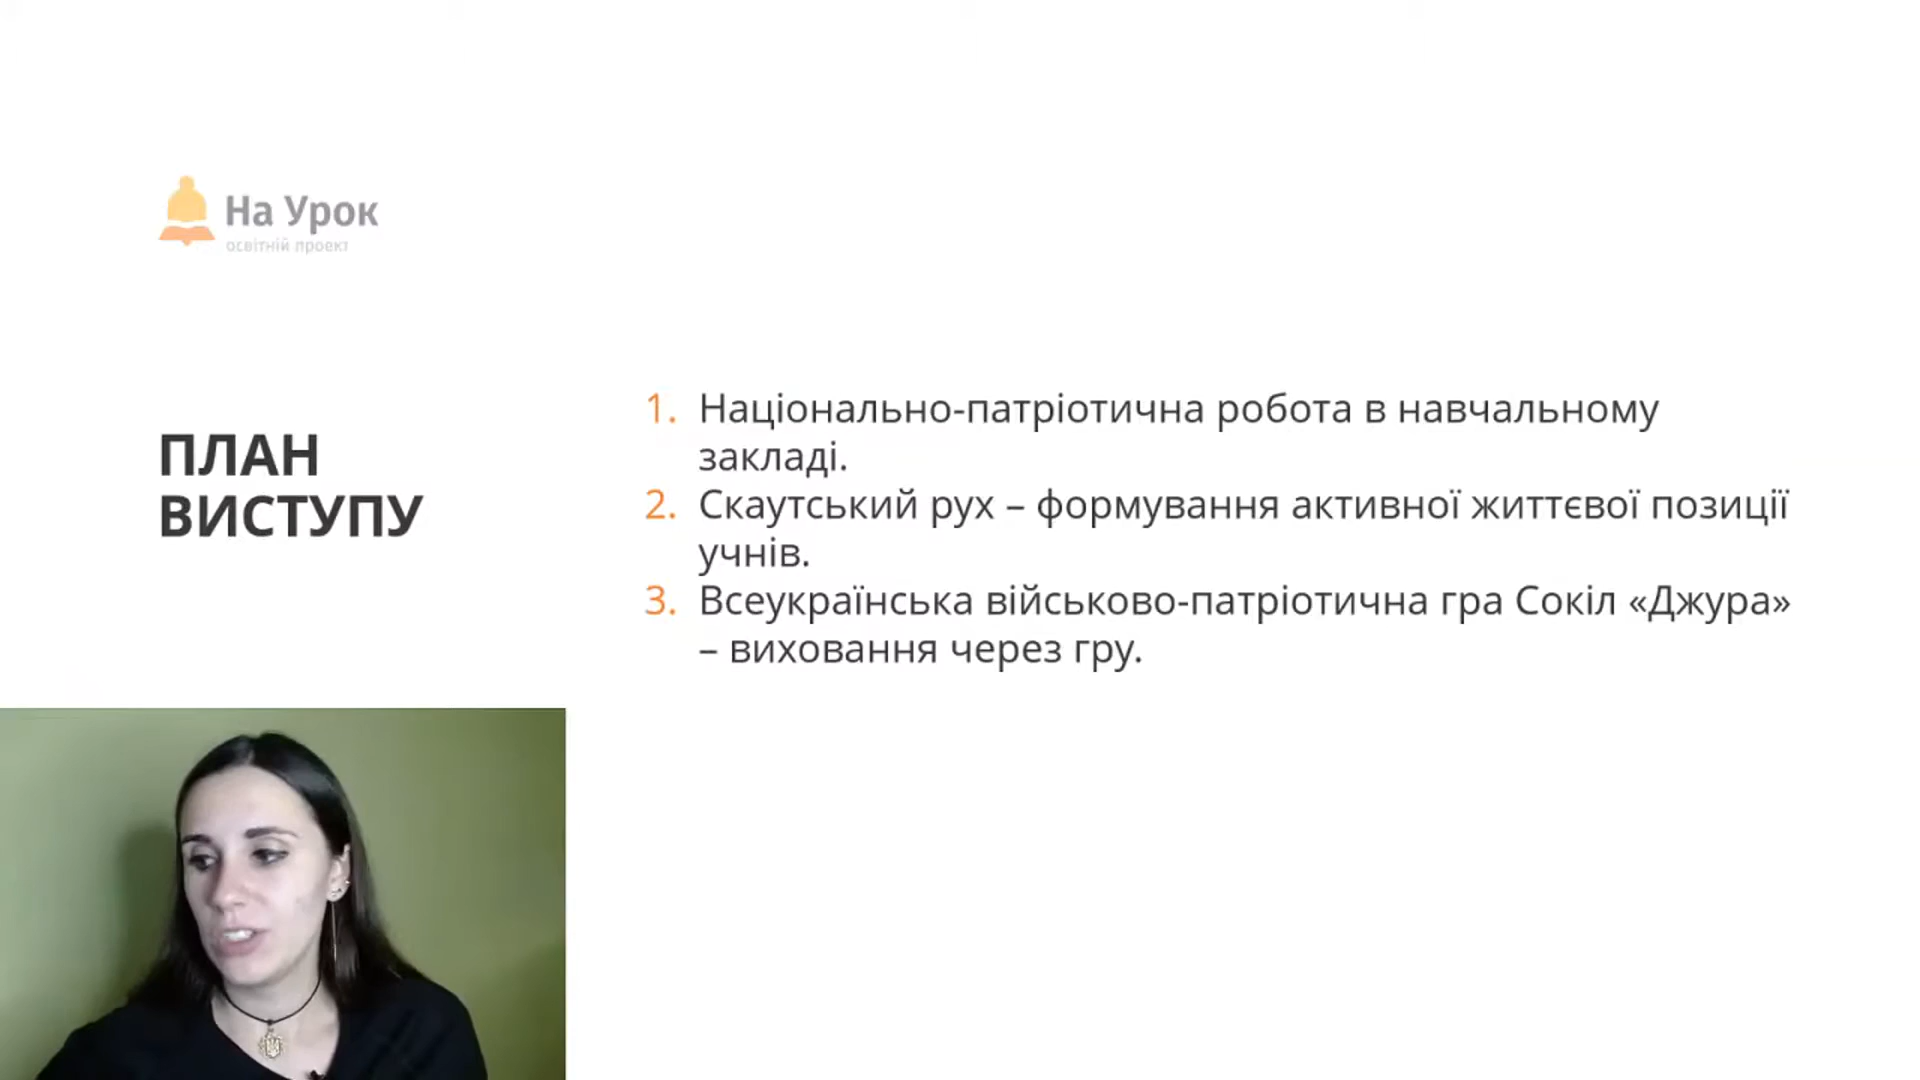 На Урок
освітній проект
ПЛАН
ВИСТУПУ
1. Національно-патріотична робота в навчальному
закладі.
2. Скаутський рух – формування активної життєвої позиції
учнів.
3. Всеукраїнська військово-патріотична гра Сокіл «Джура»
– виховання через гру.